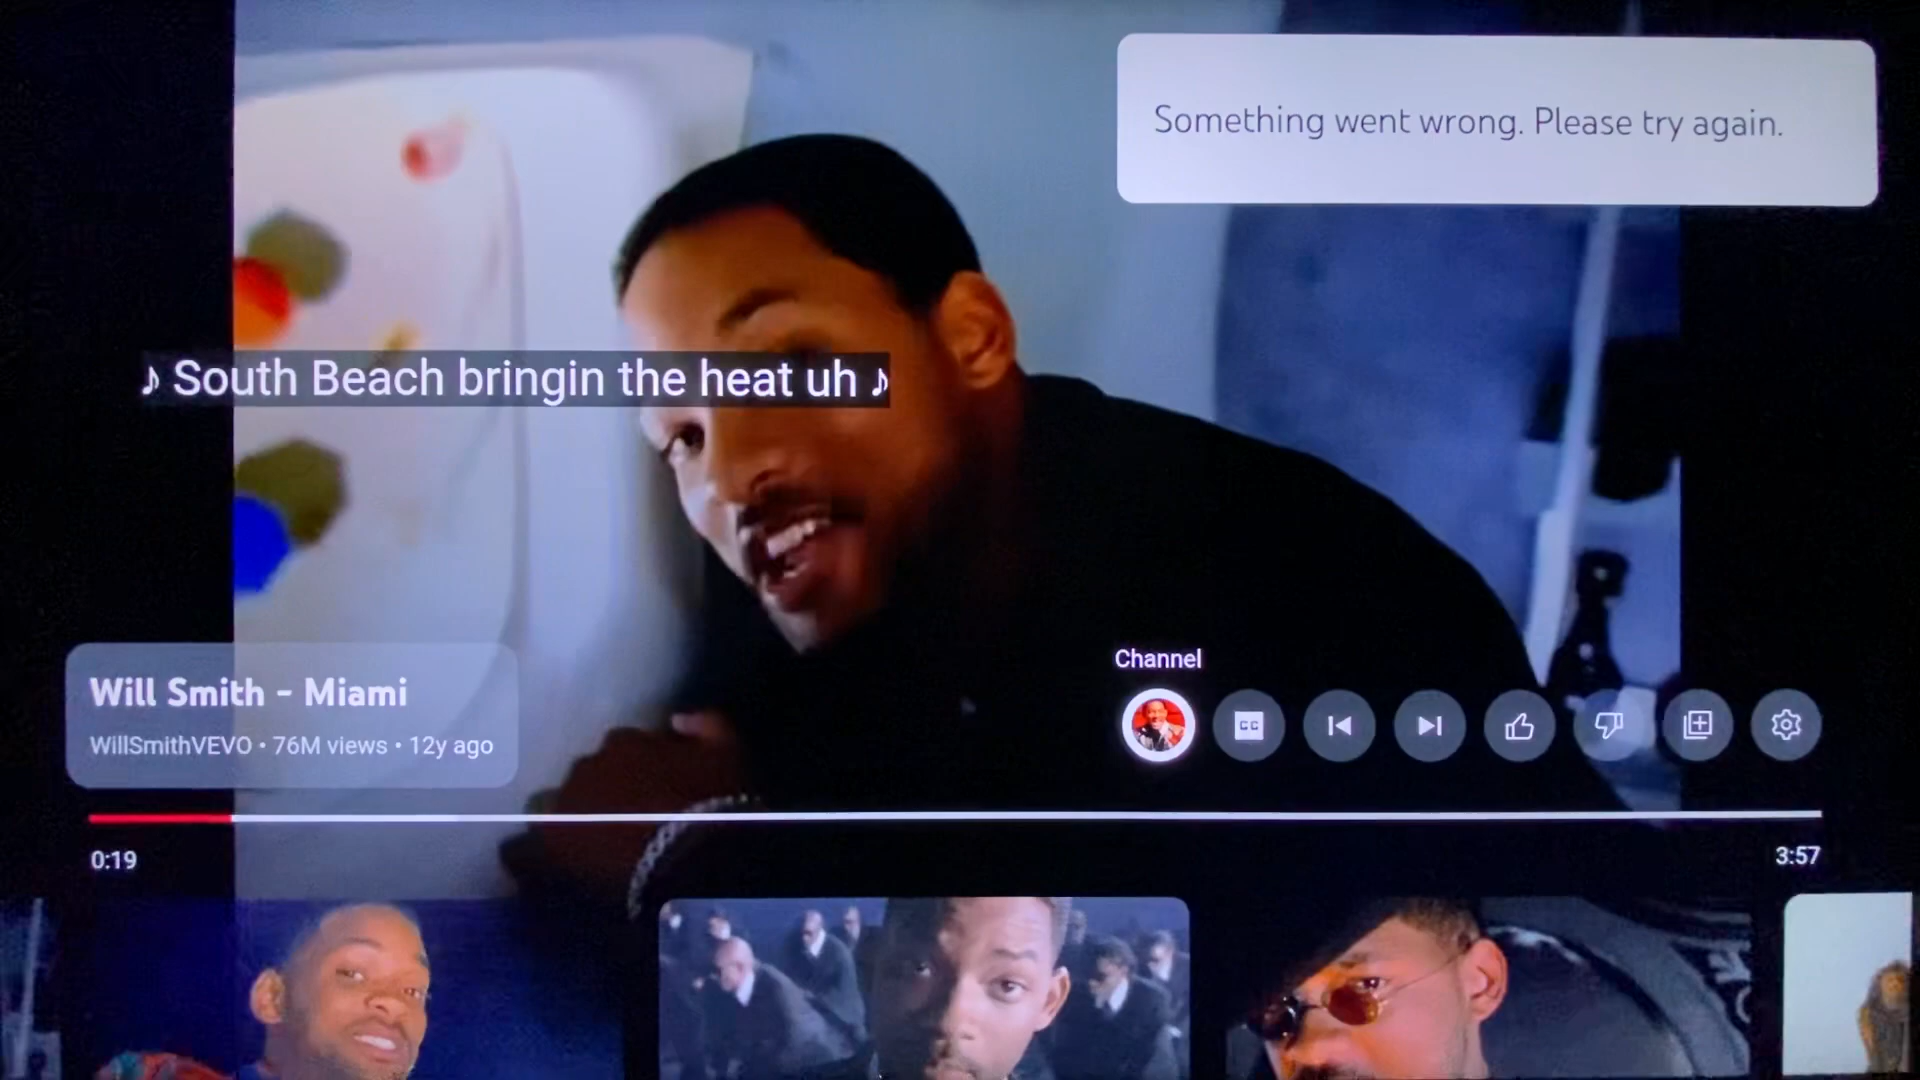 Something went wrong. Please try again.
♪ South Beach bringin the heat uh ♪
Channel
Will Smith - Miami
WillSmithVEVO • 76M views • 12y ago
CC
0:19
3:57